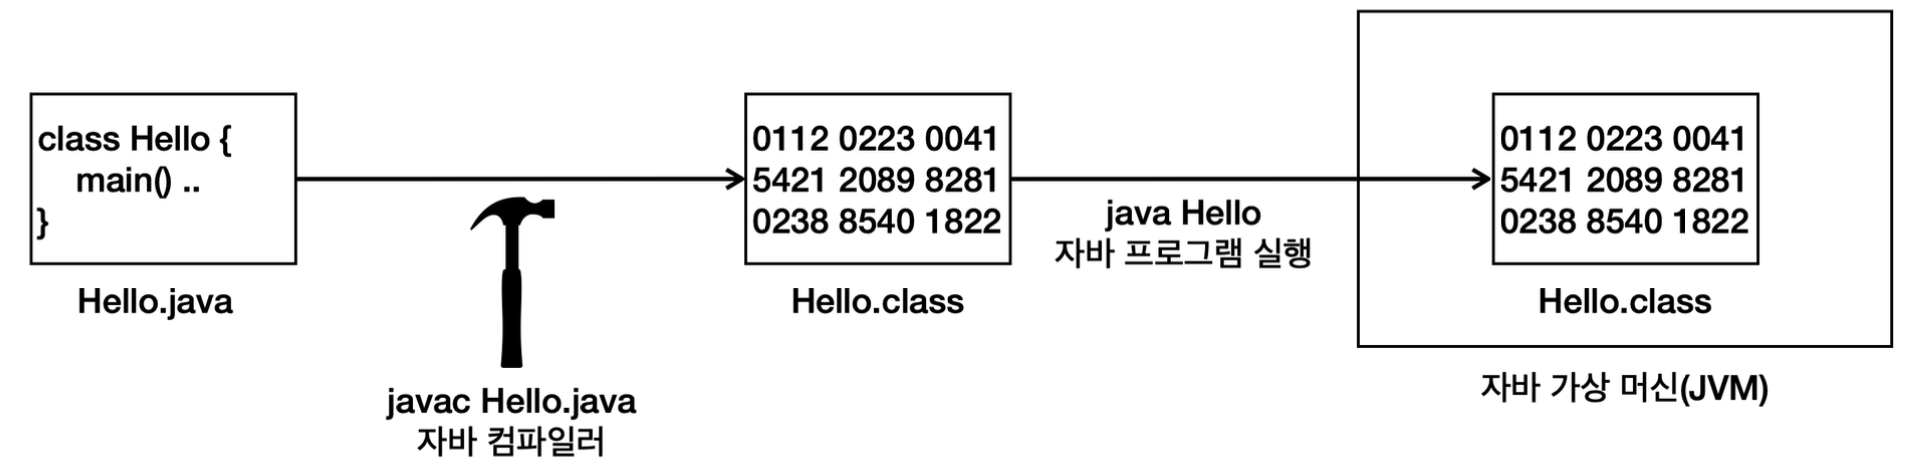 class Hello {
main() ..
}
Hello.java
javac Hello.java
자바 컴파일러
0112 0223 0041
5421 2089 8281
0238 8540 1822
Hello.class
java Hello
자바 프로그램 실행
0112 0223 0041
5421 2089 8281
0238 8540 1822
Hello.class
자바 가상 머신(JVM)